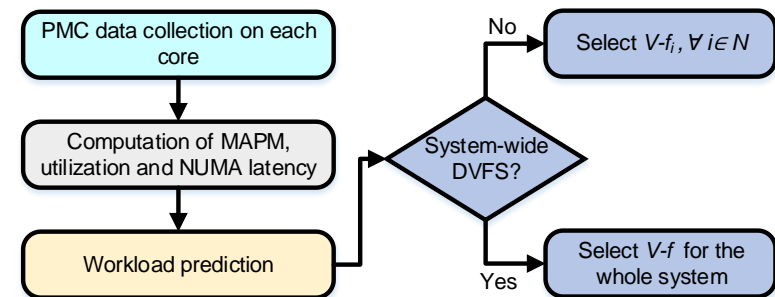 PMC data collection on each
core
Computation of MAPM,
utilization and NUMA latency
Workload prediction
System-wide
DVFS?
No
Select V-fi, ∀ i∈ N
Yes
Select V-f for the
whole system